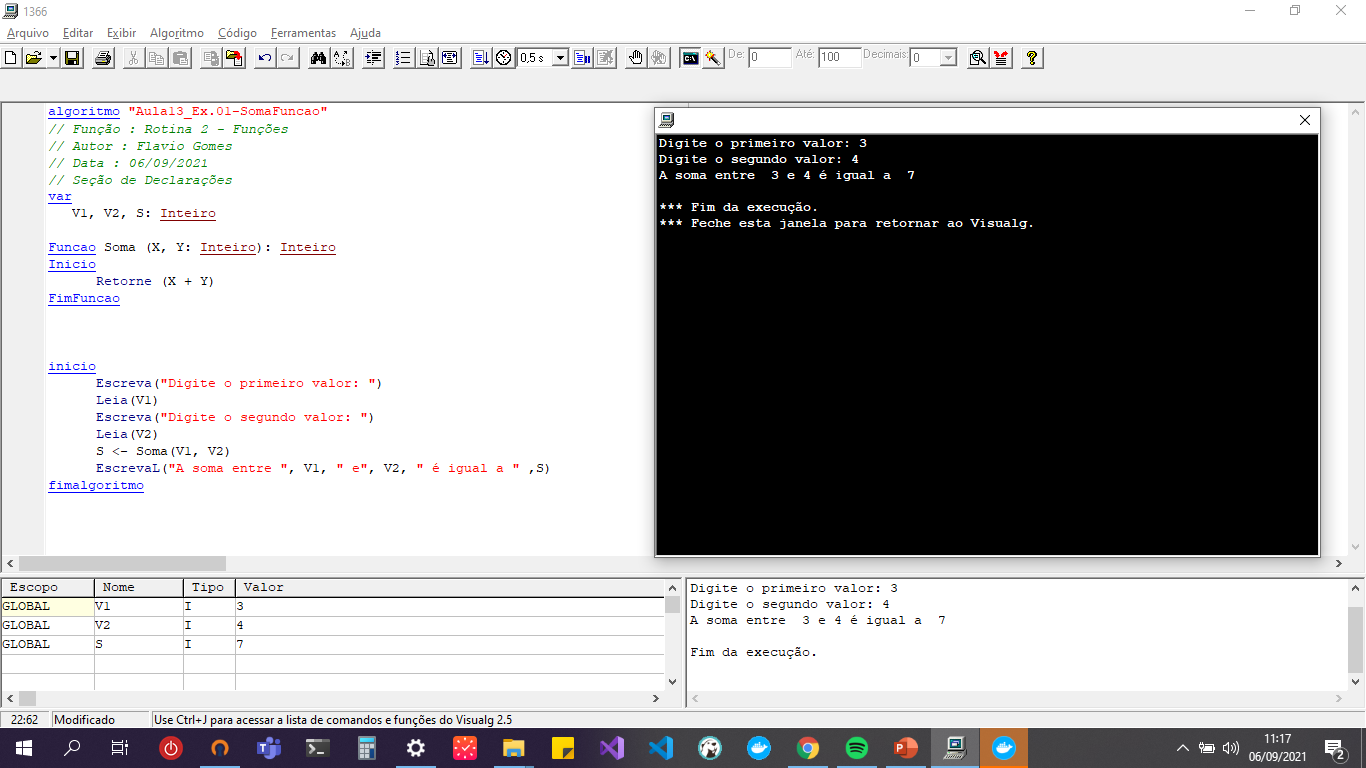 1366
Arquivo Editar Exibir Algoritmo Código Ferramentas Ajuda
0,5 s De: 0 Até: 100 Decimais: 0
algoritmo "Aula13_Ex.01-SomaFuncao"
// Função : Rotina 2 - Funções
// Autor : Flavio Gomes
// Data : 06/09/2021
// Seção de Declarações
var
V1, V2, S: Inteiro
Funcao Soma (X, Y: Inteiro): Inteiro
Inicio
Retorne (X + Y)
FimFuncao
inicio
Escreva("Digite o primeiro valor: ")
Leia(V1)
Escreva("Digite o segundo valor: ")
Leia(V2)
S <- Soma(V1, V2)
EscrevaL("A soma entre ", V1, " e", V2, " é igual a " ,S)
fimalgoritmo
Digite o primeiro valor: 3
Digite o segundo valor: 4
A soma entre  3 e 4 é igual a  7
*** Fim da execução.
*** Feche esta janela para retornar ao Visualg.
Escopo Nome Tipo Valor
GLOBAL V1 I 3
GLOBAL V2 I 4
GLOBAL S I 7
Digite o primeiro valor: 3
Digite o segundo valor: 4
A soma entre  3 e 4 é igual a  7
Fim da execução.
22:62 Modificado Use Ctrl+J para acessar a lista de comandos e funções do Visualg 2.5
11:17
06/09/2021
2